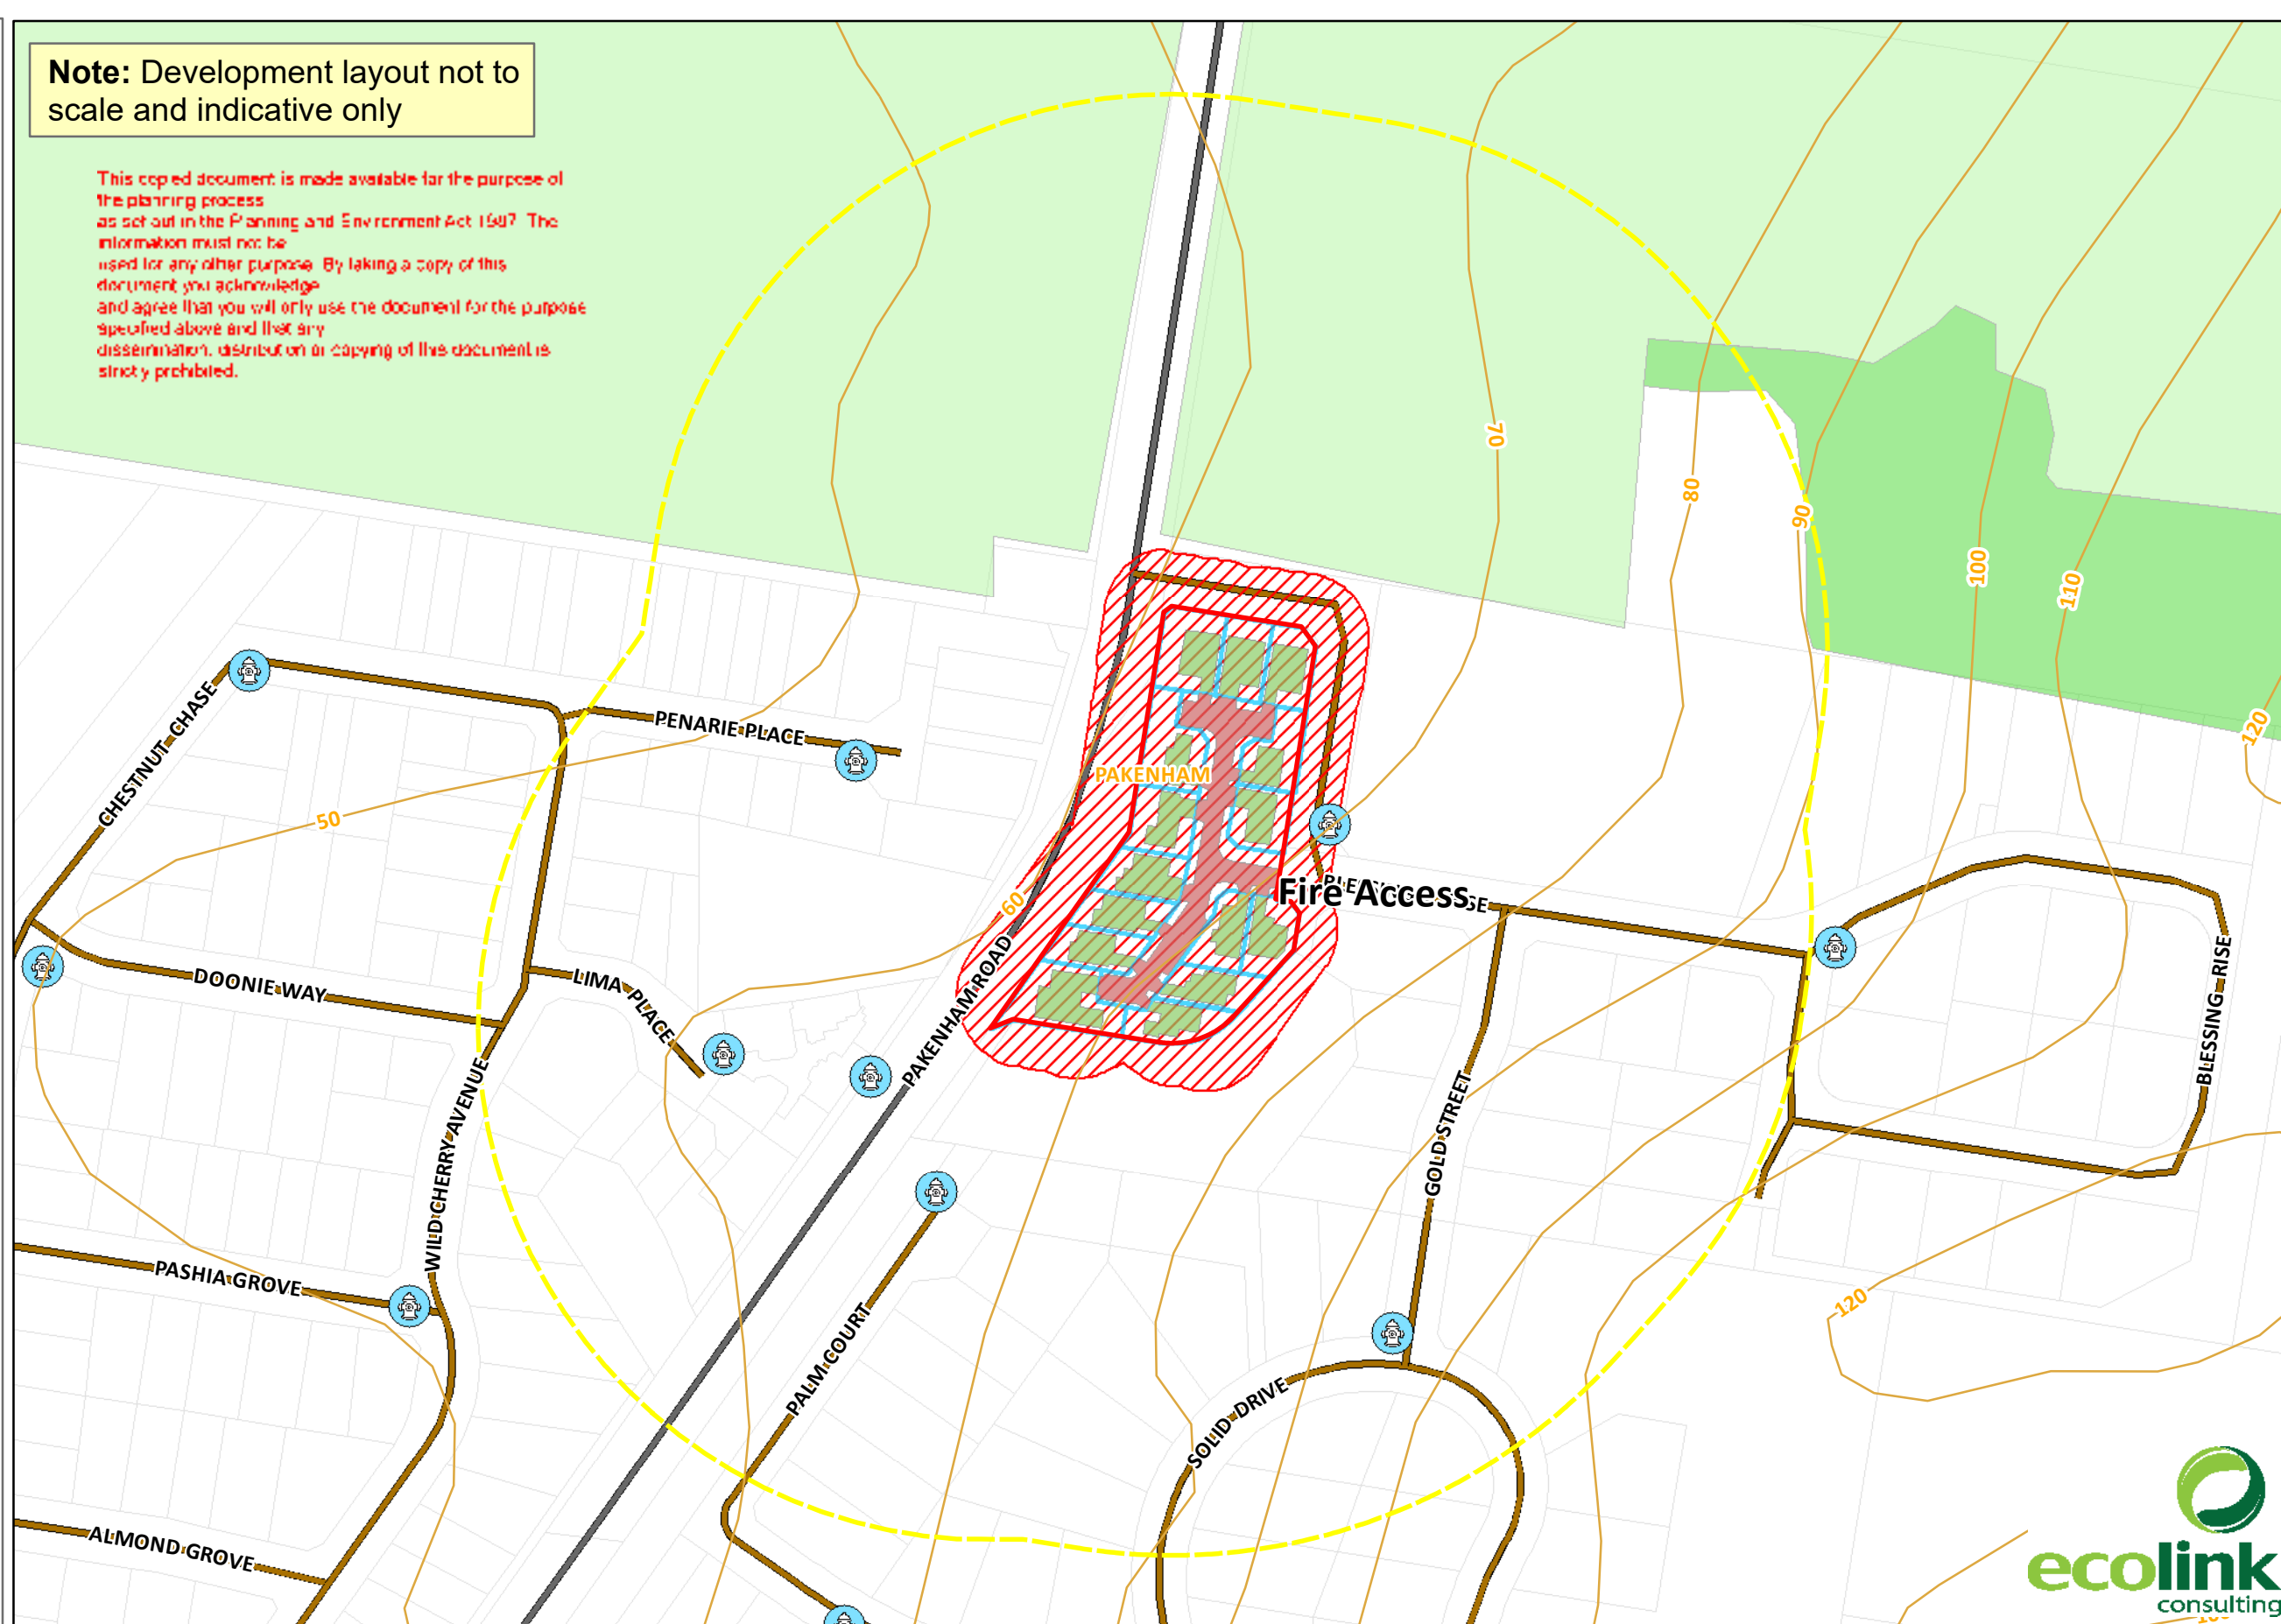 Note: Development layout not to
scale and indicative only
This copied document is made available for the purpose of
the planning process
as set out in the Planning and Environment Act 1987. The
information must not be
used for any other purpose. By taking a copy of this
document you acknowledge
and agree that you will only use the document for the purpose
specified above and that any
dissemination, distribution or copying of this document is
strictly prohibited.
70
80
90
100
110
120
CHESTNUT CHASE
PENARIE PLACE
PAKENHAM
50
60
Fire Access
DOONIE WAY
LIMA PLACE
PAKENHAM ROAD
BLESSING RISE
WILD CHERRY AVENUE
GOLD STREET
PASHIA GROVE
120
PALM COURT
SOLID DRIVE
ALMOND GROVE
ecolink
consulting